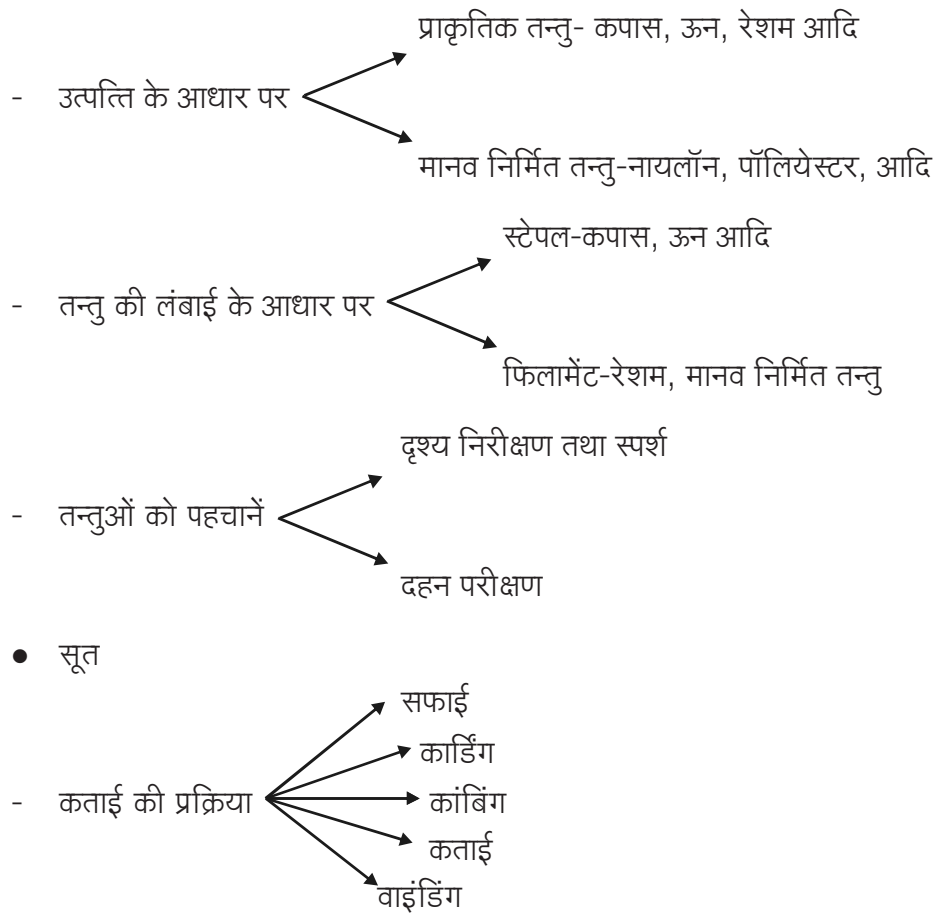 प्राकृतिक तन्तु- कपास, ऊन, रेशम आदि
- उत्पत्ति के आधार पर
मानव निर्मित तन्तु-नायलॉन, पॉलियेस्टर, आदि
स्टेपल-कपास, ऊन आदि
- तन्तु की लंबाई के आधार पर
फिलामेंट-रेशम, मानव निर्मित तन्तु
दृश्य निरीक्षण तथा स्पर्श
- तन्तुओं को पहचानें
दहन परीक्षण
● सूत
सफाई
कार्डिंग
- कताई की प्रक्रिया
कांबिंग
कताई
वाइंडिंग